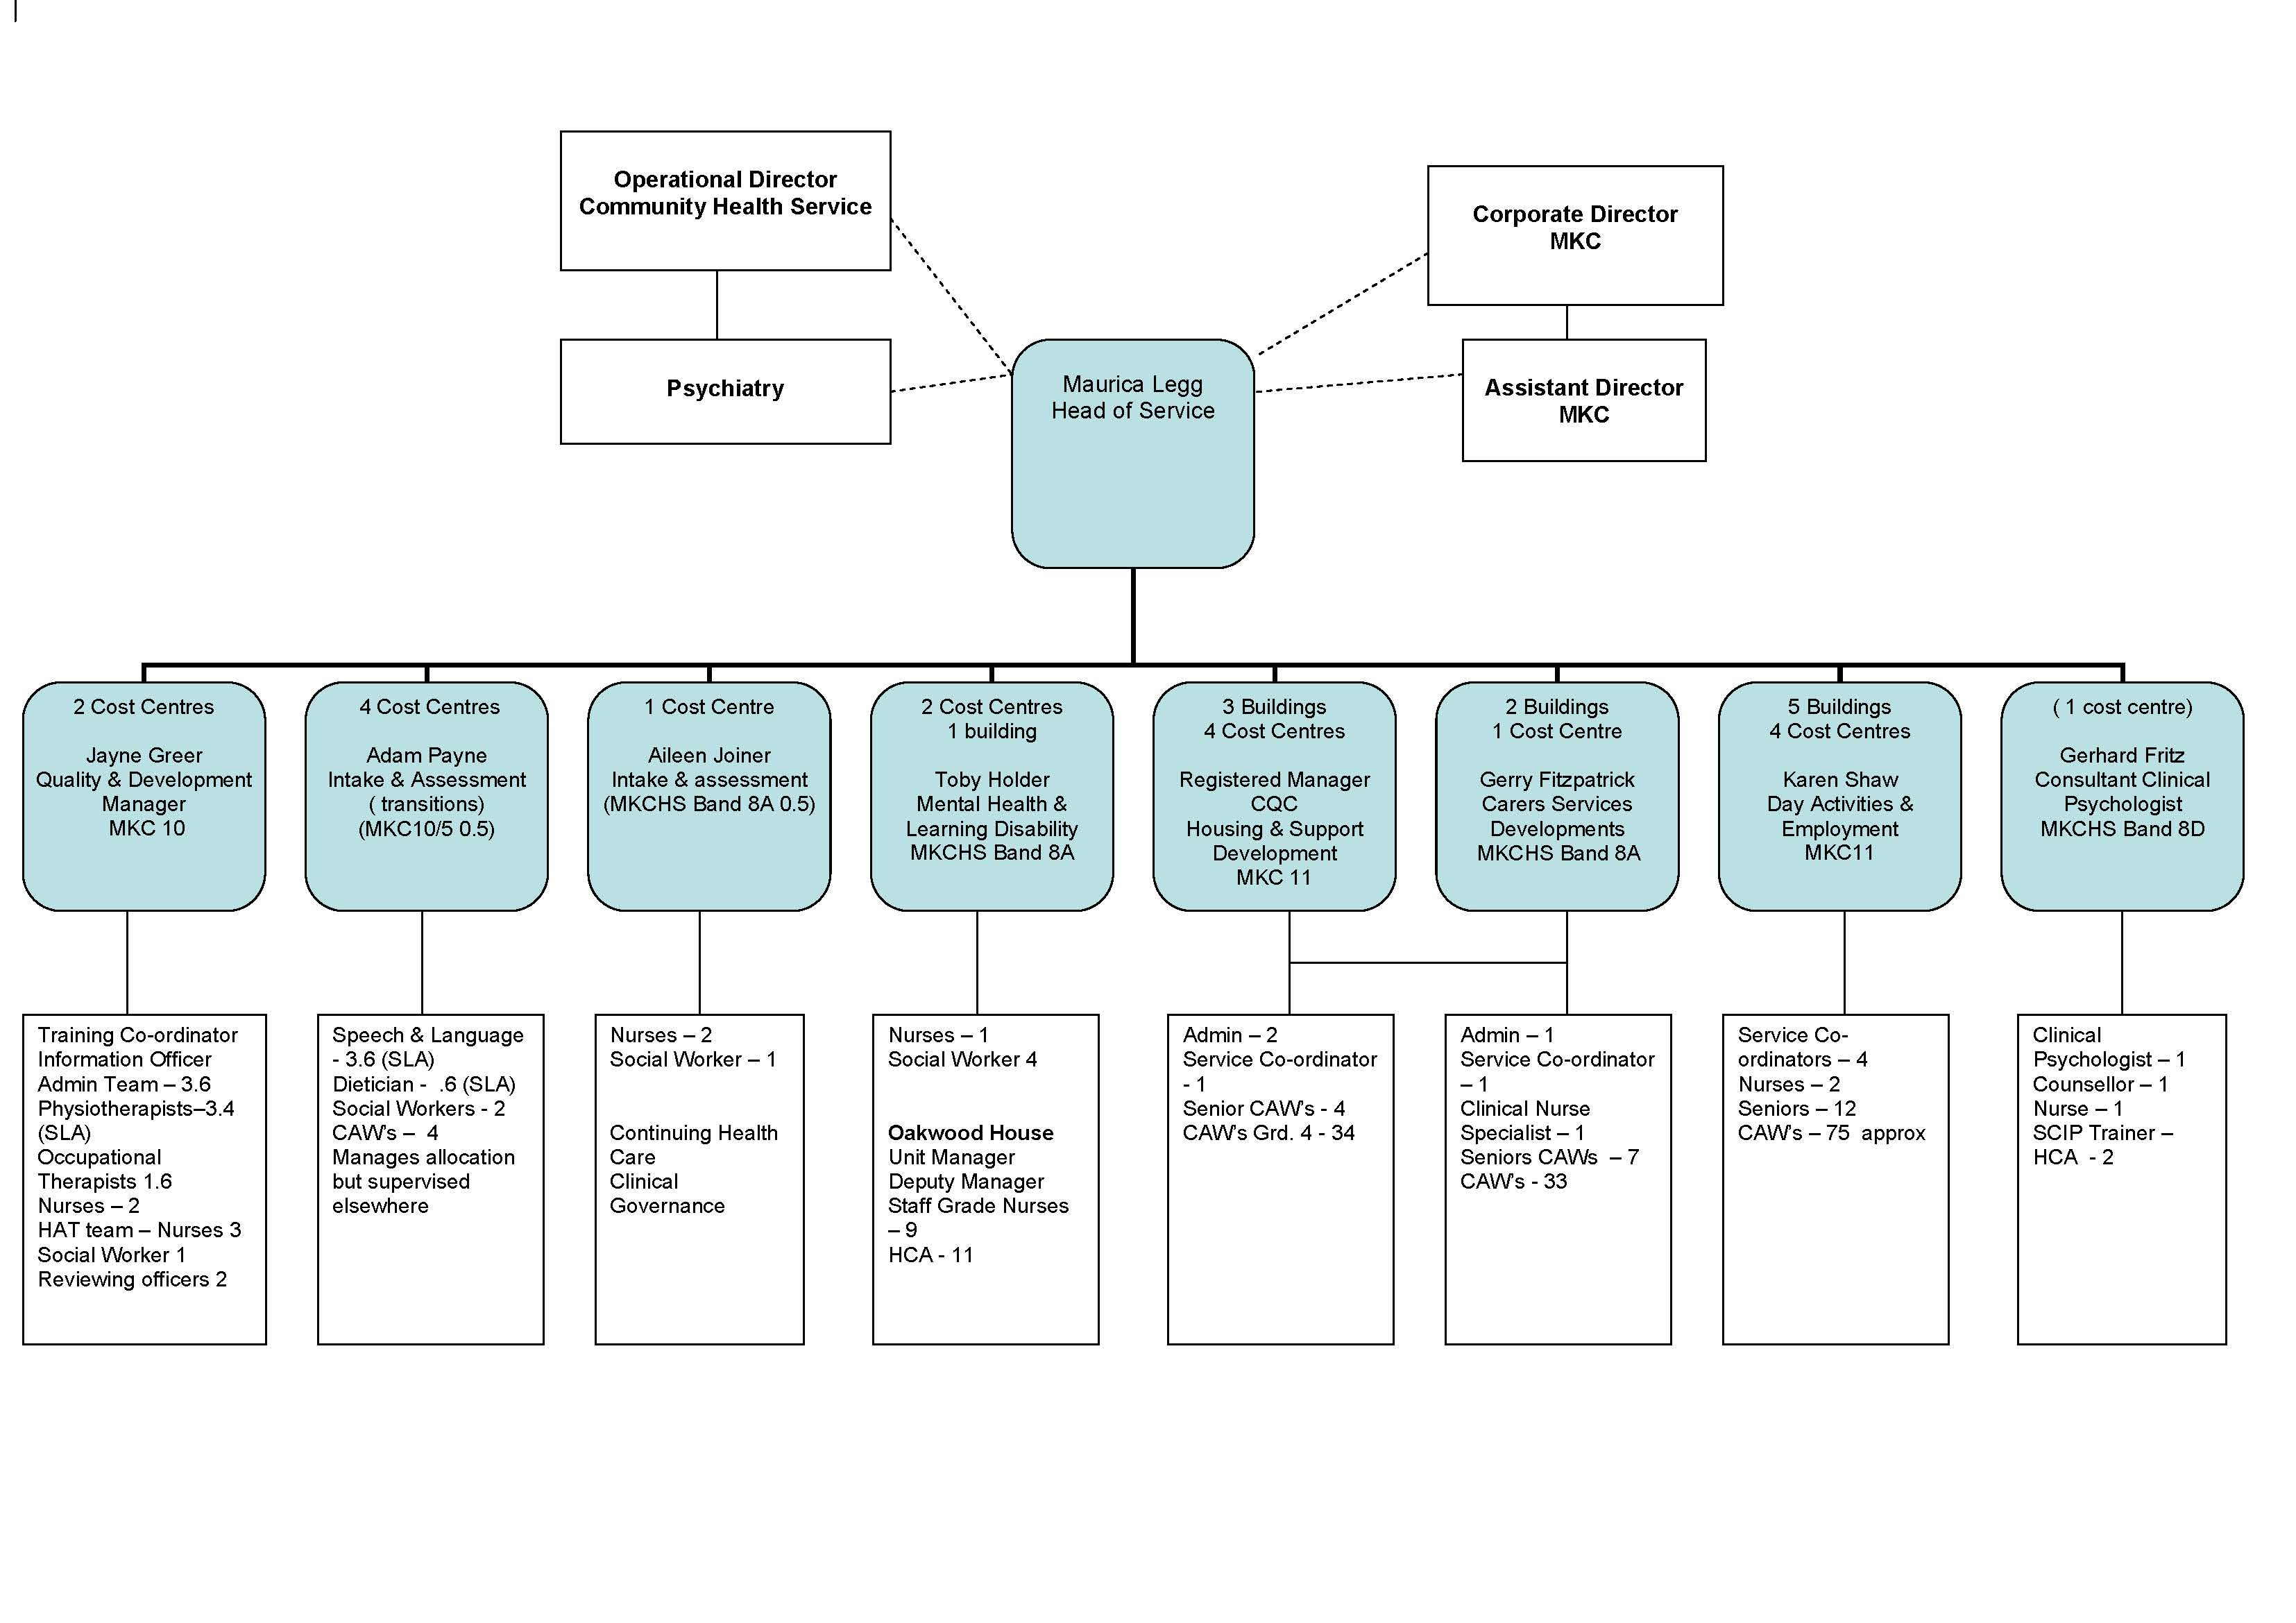 Operational Director
Community Health Service
Corporate Director
MKC
Psychiatry
Maurica Legg
Head of Service
Assistant Director
MKC
2 Cost Centres
Jayne Greer
Quality & Development
Manager
MKC 10
4 Cost Centres
Adam Payne
Intake & Assessment
( transitions)
(MKC10/5 0.5)
1 Cost Centre
Aileen Joiner
Intake & assessment
(MKCHS Band 8A 0.5)
2 Cost Centres
1 building
Toby Holder
Mental Health &
Learning Disability
MKCHS Band 8A
3 Buildings
4 Cost Centres
Registered Manager
CQC
Housing & Support
Development
MKC 11
2 Buildings
1 Cost Centre
Gerry Fitzpatrick
Carers Services
Developments
MKCHS Band 8A
5 Buildings
4 Cost Centres
Karen Shaw
Day Activities &
Employment
MKC11
( 1 cost centre)
Gerhard Fritz
Consultant Clinical
Psychologist
MKCHS Band 8D
Training Co-ordinator
Information Officer
Admin Team – 3.6
Physiotherapists–3.4
(SLA)
Occupational
Therapists 1.6
Nurses – 2
HAT team – Nurses 3
Social Worker 1
Reviewing officers 2
Speech & Language
- 3.6 (SLA)
Dietician -  .6 (SLA)
Social Workers - 2
CAW's –  4
Manages allocation
but supervised
elsewhere
Nurses – 2
Social Worker – 1
Continuing Health
Care
Clinical
Governance
Nurses – 1
Social Worker 4
Oakwood House
Unit Manager
Deputy Manager
Staff Grade Nurses
– 9
HCA - 11
Admin – 2
Service Co-ordinator
- 1
Senior CAW's - 4
CAW's Grd. 4 - 34
Admin – 1
Service Co-ordinator
– 1
Clinical Nurse
Specialist – 1
Seniors CAWs  – 7
CAW's - 33
Service Co-
ordinators – 4
Nurses – 2
Seniors – 12
CAW's – 75  approx
Clinical
Psychologist – 1
Counsellor – 1
Nurse – 1
SCIP Trainer –
HCA  - 2